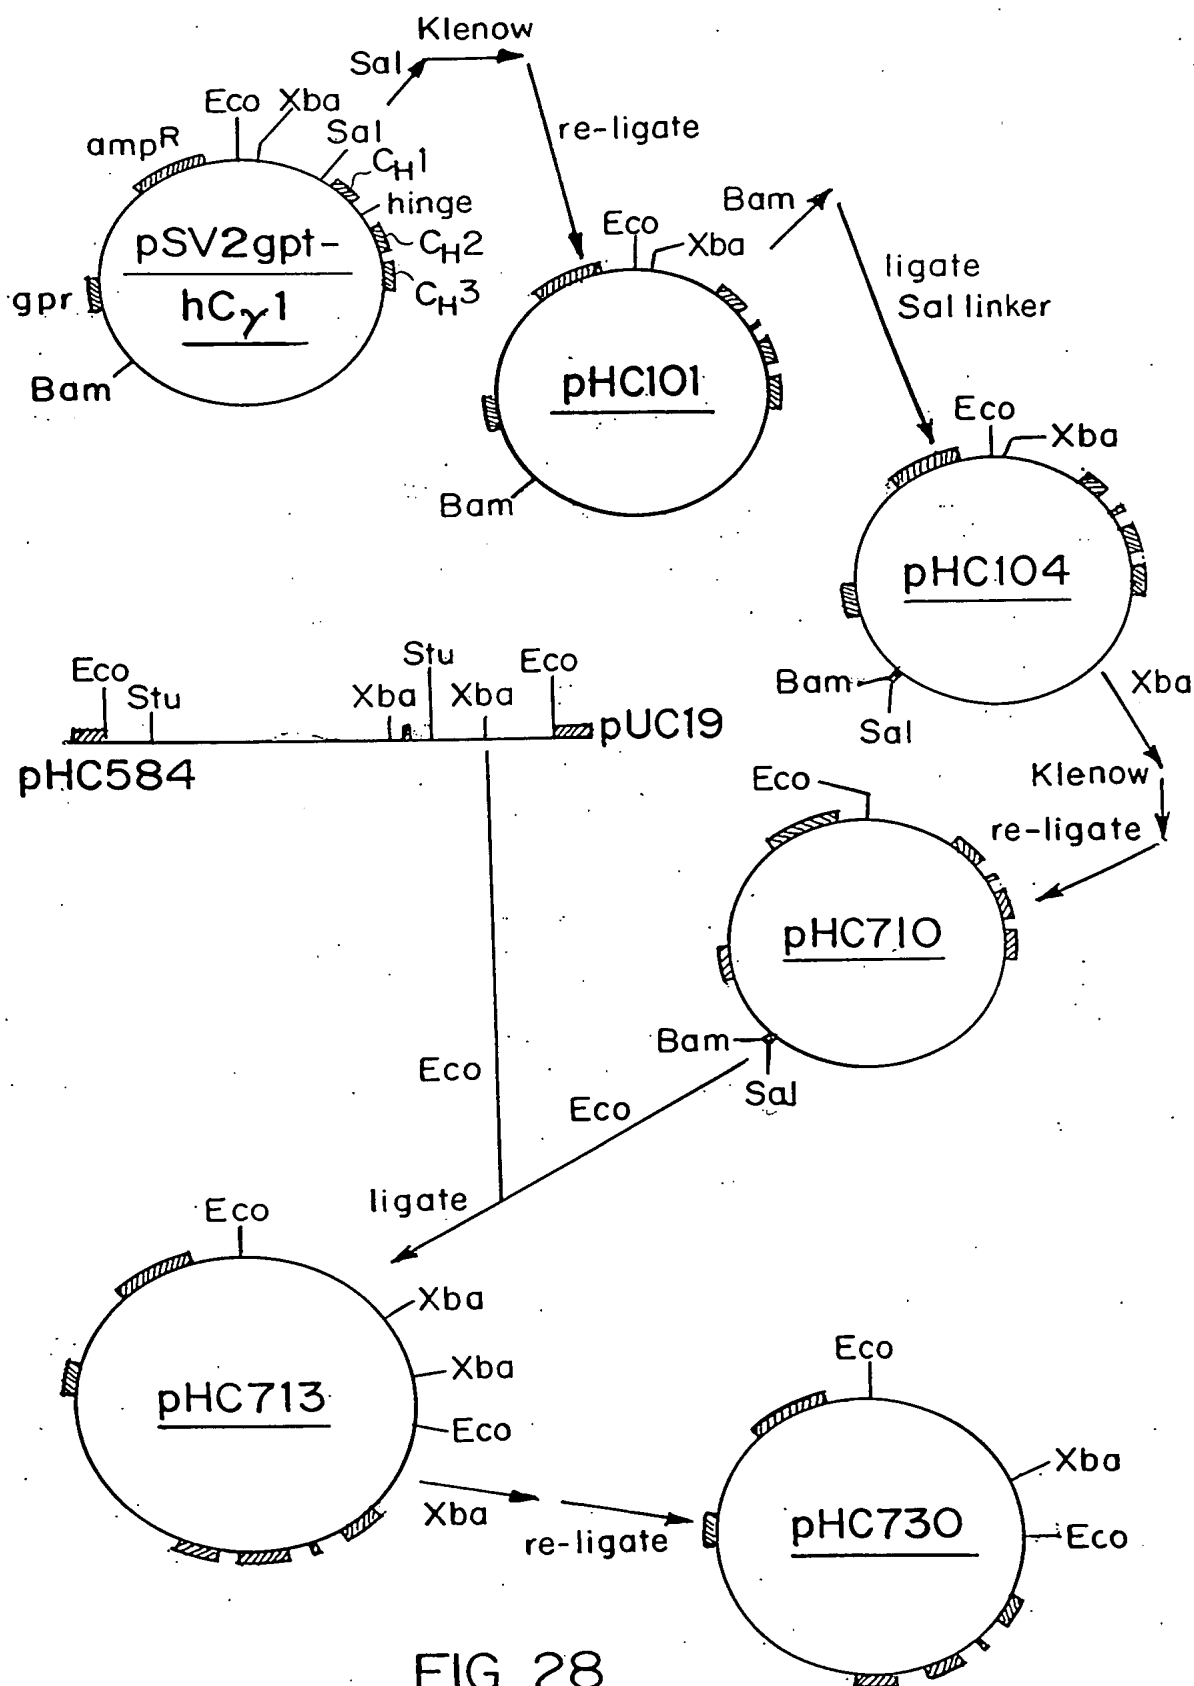 Klenow
Sal
re-ligate
Eco
Xba
Sal
ampR
CH1
hinge
CH2
CH3
pSV2gpt-
hCγ1
gpr
Bam
Bam
ligate
Sal linker
Eco
Xba
pHC101
Bam
Eco
Xba
pHC104
Bam
Sal
Xba
Klenow
re-ligate
Eco
Stu
Xba
Stu
Xba
Eco
pUC19
pHC584
Eco
pHC710
Bam
Sal
Eco
Eco
ligate
Eco
Xba
Xba
Eco
pHC713
Xba
re-ligate
Eco
Xba
Eco
pHC730
FIG 28